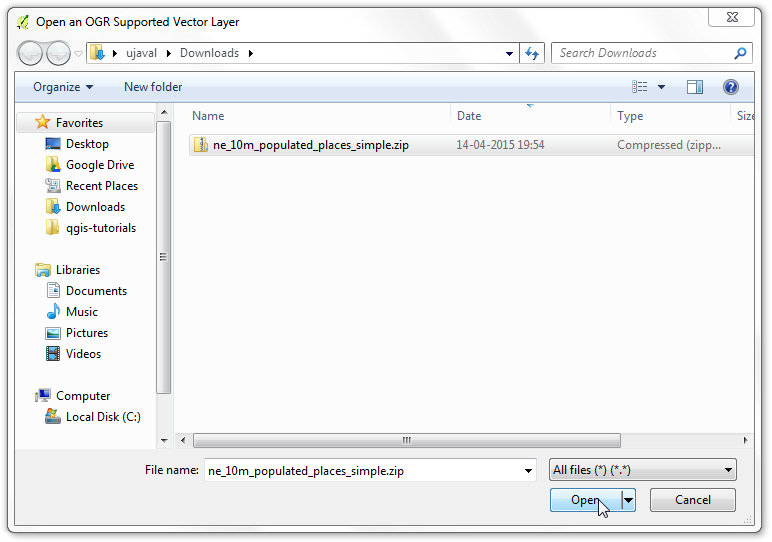 Open an OGR Supported Vector Layer
ujaval Downloads
Search Downloads
Organize New folder
Name Date Type Size
ne_10m_populated_places_simple.zip 14-04-2015 19:54 Compressed (zipp...
Favorites
Desktop
Google Drive
Recent Places
Downloads
qgis-tutorials
Libraries
Documents
Music
Pictures
Videos
Computer
Local Disk (C:)
File name: ne_10m_populated_places_simple.zip All files (*) (*.*)
Open Cancel